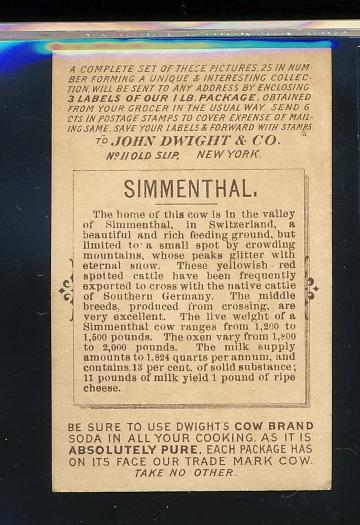 A COMPLETE SET OF THESE PICTURES, 25 IN NUM-
BER FORMING A UNIQUE & INTERESTING COLLEC-
TION, WILL BE SENT TO ANY ADDRESS BY ENCLOSING
3 LABELS OF OUR 1 LB. PACKAGE, OBTAINED
FROM YOUR GROCER IN THE USUAL WAY. SEND 6
CTS IN POSTAGE STAMPS TO COVER EXPENSE OF MAIL-
ING SAME. SAVE YOUR LABELS & FORWARD WITH STAMPS
TO JOHN DWIGHT & CO.
No 11 OLD SLIP, NEW YORK.
SIMMENTHAL.
The home of this cow is in the valley
of Simmenthal, in Switzerland, a
beautiful and rich feeding ground, but
limited to a small spot by crowding
mountains, whose peaks glitter with
eternal snow. These yellowish red
spotted cattle have been frequently
exported to cross with the native cattle
of Southern Germany. The middle
breeds, produced from crossing, are
very excellent. The live weight of a
Simmenthal cow ranges from 1,200 to
1,500 pounds. The oxen vary from 1,800
to 2,000 pounds. The milk supply
amounts to 1,824 quarts per annum, and
contains 13 per cent. of solid substance;
11 pounds of milk yield 1 pound of ripe
cheese.
BE SURE TO USE DWIGHTS COW BRAND
SODA IN ALL YOUR COOKING, AS IT IS
ABSOLUTELY PURE. EACH PACKAGE HAS
ON ITS FACE OUR TRADE MARK COW.
TAKE NO OTHER.